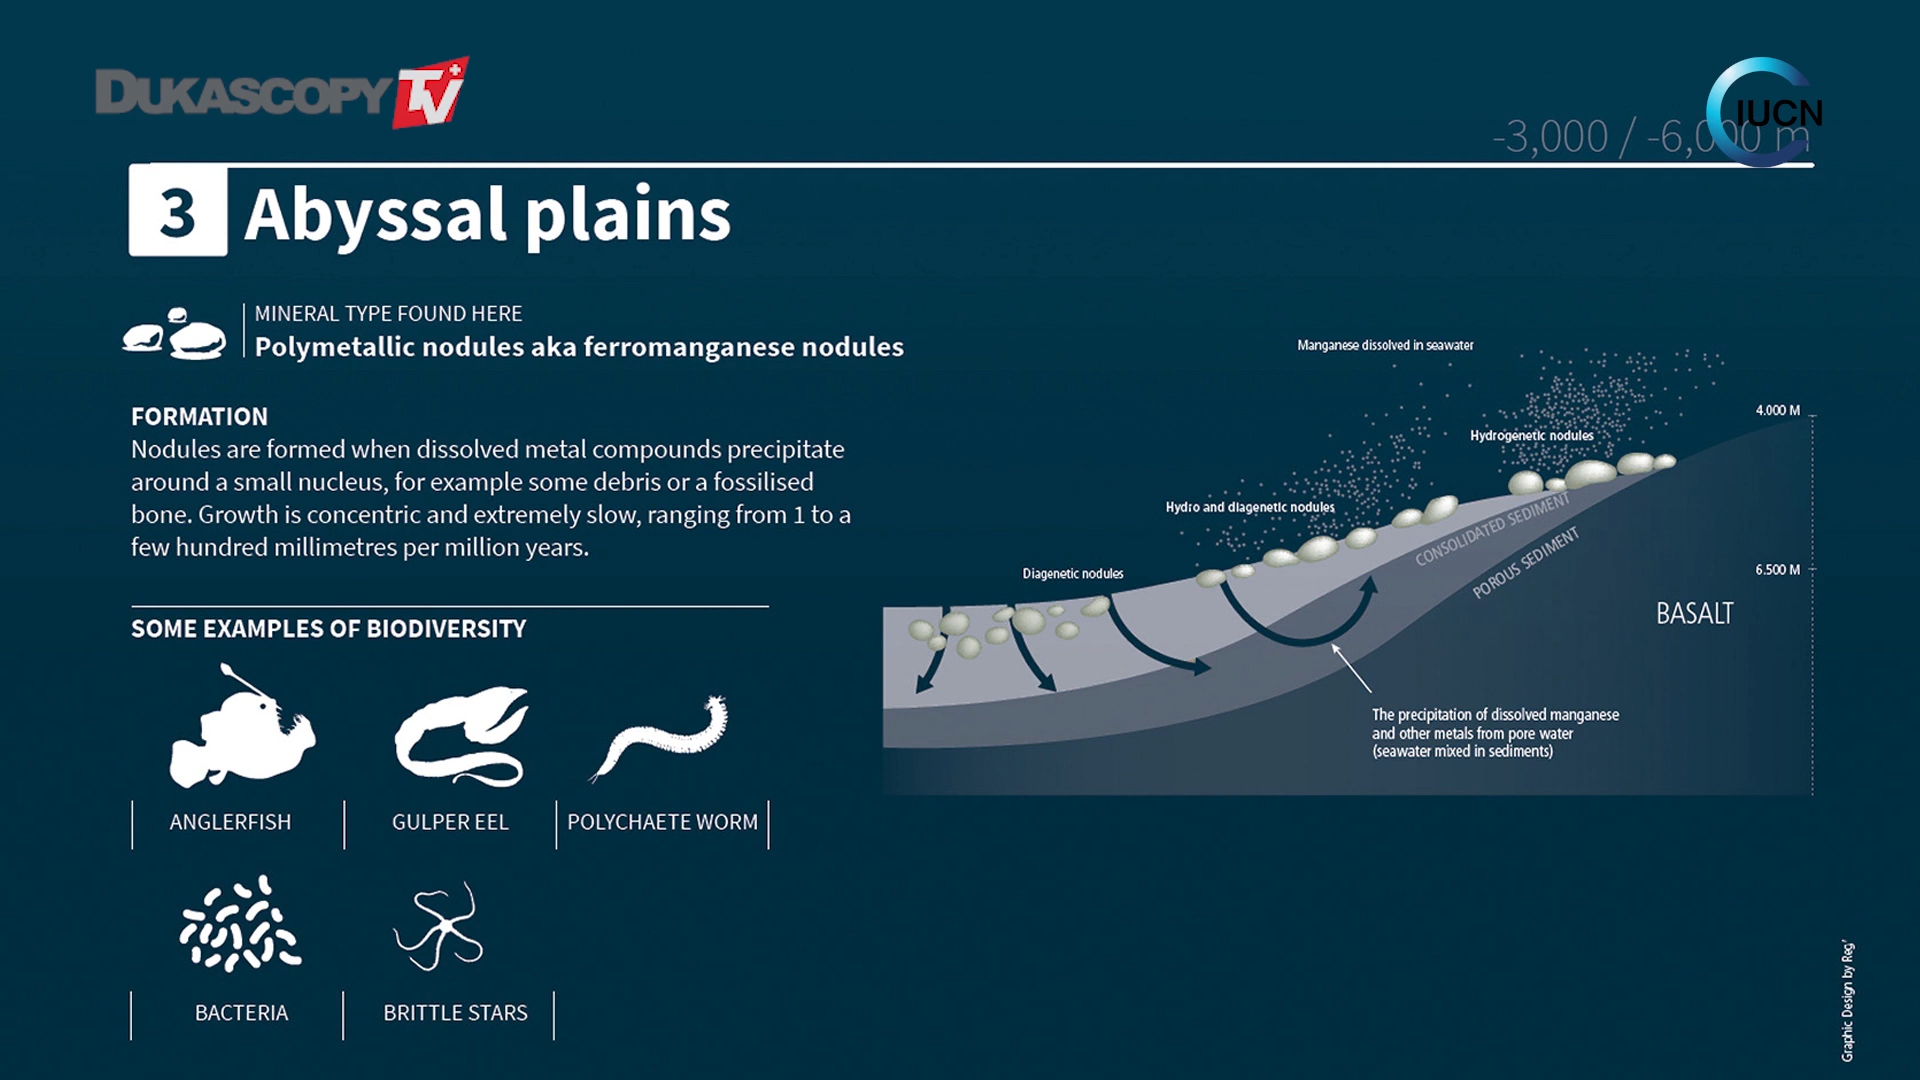 DUKASCOPY TV
IUCN
-3,000 / -6,000 m
3 Abyssal plains
MINERAL TYPE FOUND HERE
Polymetallic nodules aka ferromanganese nodules
FORMATION
Nodules are formed when dissolved metal compounds precipitate
around a small nucleus, for example some debris or a fossilised
bone. Growth is concentric and extremely slow, ranging from 1 to a
few hundred millimetres per million years.
SOME EXAMPLES OF BIODIVERSITY
ANGLERFISH
GULPER EEL
POLYCHAETE WORM
BACTERIA
BRITTLE STARS
Manganese dissolved in seawater
4.000 M
Hydrogenetic nodules
Hydro and diagenetic nodules
CONSOLIDATED SEDIMENT
POROUS SEDIMENT
Diagenetic nodules
6.500 M
BASALT
The precipitation of dissolved manganese
and other metals from pore water
(seawater mixed in sediments)
Graphic Design by Reg'